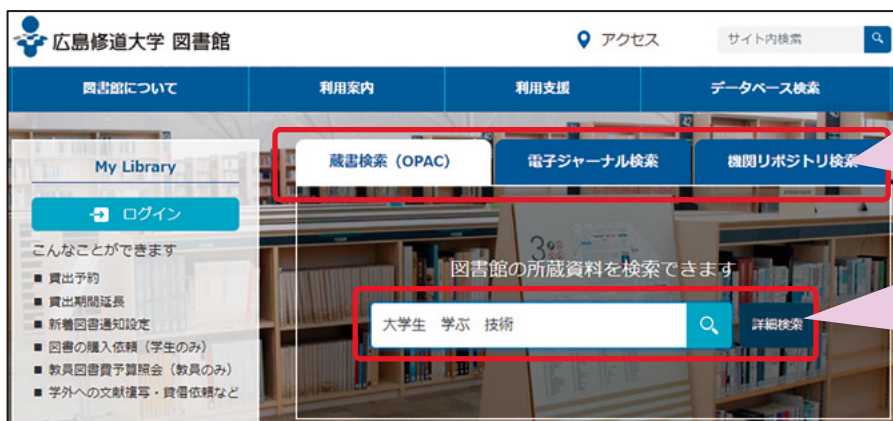 広島修道大学 図書館
アクセス
サイト内検索
図書館について
利用案内
利用支援
データベース検索
My Library
ログイン
こんなことができます
■ 貸出予約
■ 貸出期間延長
■ 新着図書通知設定
■ 図書の購入依頼（学生のみ）
■ 教員図書費予算照会（教員のみ）
■ 学外への文献複写・貸借依頼など
蔵書検索（OPAC）
電子ジャーナル検索
機関リポジトリ検索
図書館の所蔵資料を検索できます
大学生 学ぶ 技術
詳細検索